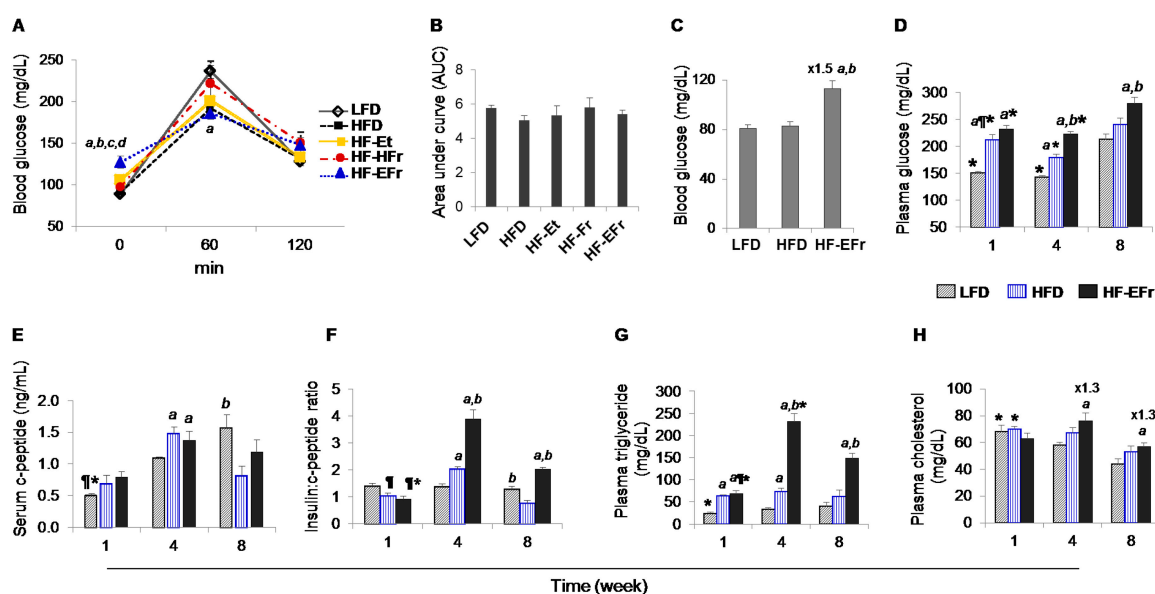 A
Blood glucose (mg/dL)
250
200
150
100
50
a,b,c,d
a
0 60 120
min
LFD
HFD
HF-Et
HF-HFr
HF-EFr
B
Area under curve (AUC)
8
6
4
2
0
LFD HFD HF-Et HF-Fr HF-EFr
C
Blood glucose (mg/dL)
120
80
40
0
x1.5 a,b
LFD HFD HF-EFr
D
Plasma glucose (mg/dL)
300
250
200
150
100
50
* a¶* a*
* a* a,b*
a,b
1 4 8
LFD HFD HF-EFr
E
Serum c-peptide (ng/mL)
2.0
1.5
1.0
0.5
0.0
¶*
a a
b
1 4 8
F
Insulin:c-peptide ratio
5
4
3
2
1
0
¶ ¶*
a a,b
b a,b
1 4 8
G
Plasma triglyceride
(mg/dL)
300
250
200
150
100
50
0
* a a¶*
a a,b*
a,b
1 4 8
H
Plasma cholesterol
(mg/dL)
100
80
60
40
20
0
* *
x1.3
a
x1.3
a
1 4 8
Time (week)